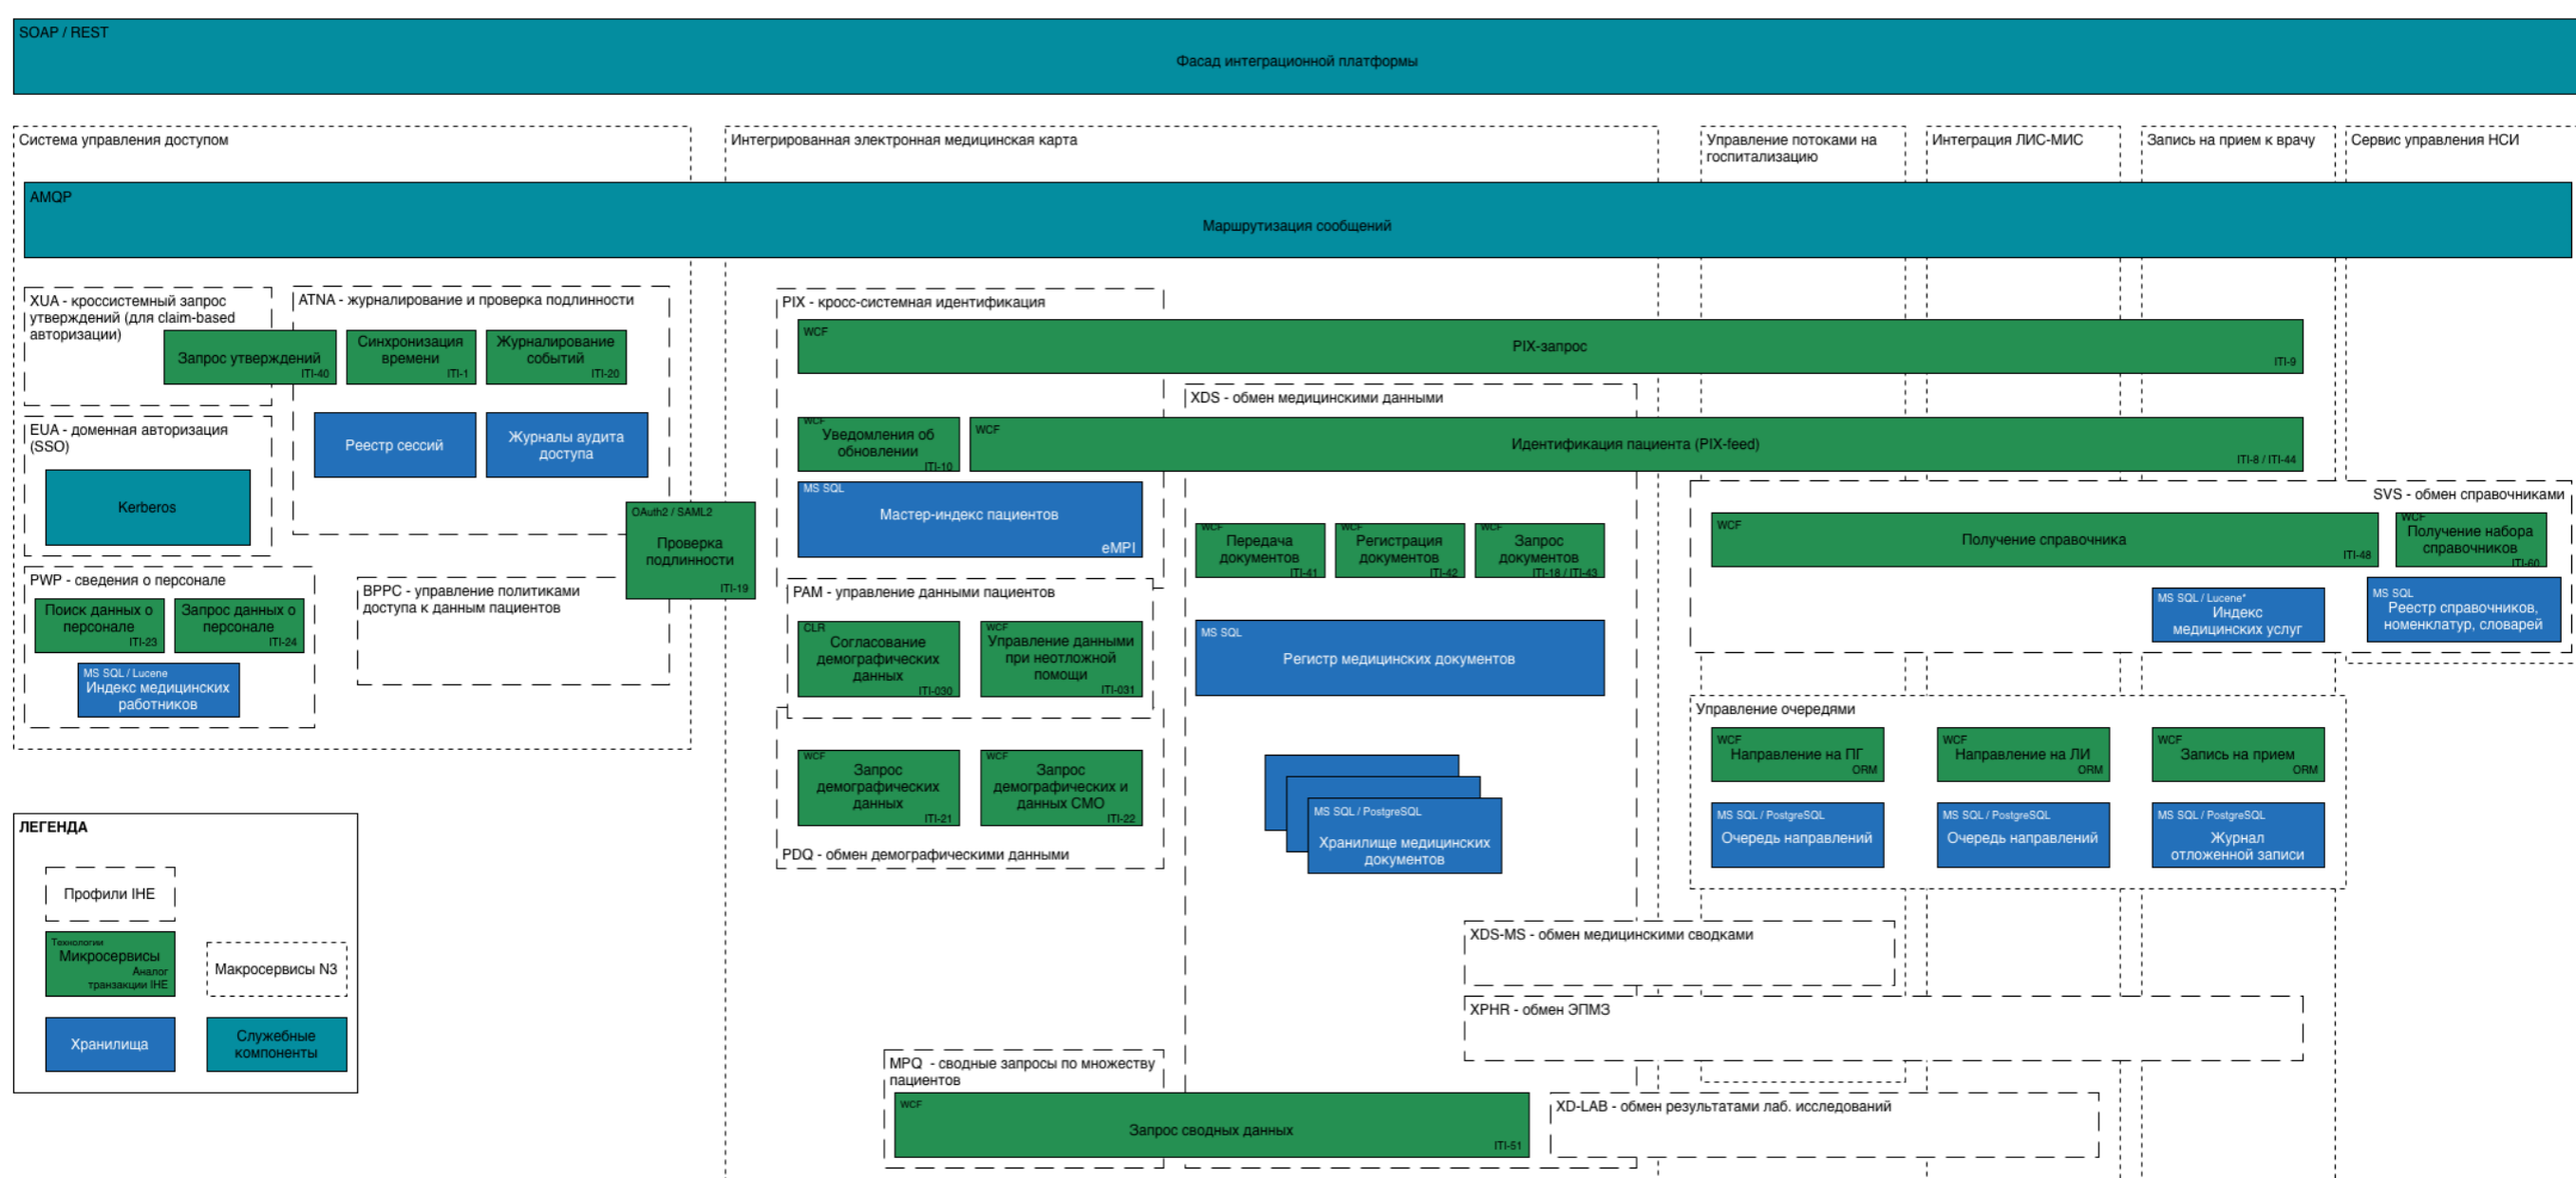 SOAP / REST
Фасад интеграционной платформы
Система управления доступом
Интегрированная электронная медицинская карта
Управление потоками на
госпитализацию
Интеграция ЛИС-МИС
Запись на прием к врачу
Сервис управления НСИ
AMQP
Маршрутизация сообщений
XUA - кроссистемный запрос
утверждений (для claim-based
авторизации)
Запрос утверждений
ITI-40
ATNA - журналирование и проверка подлинности
Синхронизация
времени
ITI-1
Журналирование
событий
ITI-20
Реестр сессий
Журналы аудита
доступа
EUA - доменная авторизация
(SSO)
Kerberos
OAuth2 / SAML2
Проверка
подлинности
ITI-19
PWP - сведения о персонале
Поиск данных о
персонале
ITI-23
Запрос данных о
персонале
ITI-24
MS SQL / Lucene
Индекс медицинских
работников
BPPC - управление политиками
доступа к данным пациентов
PIX - кросс-системная идентификация
WCF
PIX-запрос
ITI-9
XDS - обмен медицинскими данными
WCF
Уведомления об
обновлении
ITI-10
WCF
Идентификация пациента (PIX-feed)
ITI-8 / ITI-44
MS SQL
Мастер-индекс пациентов
eMPI
WCF
Передача
документов
ITI-41
WCF
Регистрация
документов
ITI-42
WCF
Запрос
документов
ITI-18 / ITI-43
SVS - обмен справочниками
WCF
Получение справочника
ITI-48
WCF
Получение набора
справочников
ITI-60
MS SQL / Lucene*
Индекс
медицинских услуг
MS SQL
Реестр справочников,
номенклатур, словарей
PAM - управление данными пациентов
CLR
Согласование
демографических
данных
ITI-030
WCF
Управление данными
при неотложной
помощи
ITI-031
MS SQL
Регистр медицинских документов
WCF
Запрос
демографических
данных
ITI-21
WCF
Запрос
демографических и
данных СМО
ITI-22
PDQ - обмен демографическими данными
MS SQL / PostgreSQL
Хранилище медицинских
документов
Управление очередями
WCF
Направление на ПГ
ORM
WCF
Направление на ЛИ
ORM
WCF
Запись на прием
ORM
MS SQL / PostgreSQL
Очередь направлений
MS SQL / PostgreSQL
Очередь направлений
MS SQL / PostgreSQL
Журнал
отложенной записи
XDS-MS - обмен медицинскими сводками
XPHR - обмен ЭПМЗ
MPQ - сводные запросы по множеству
пациентов
WCF
Запрос сводных данных
ITI-51
XD-LAB - обмен результатами лаб. исследований
ЛЕГЕНДА
Профили IHE
Технологии
Микросервисы
Аналог
транзакции IHE
Макросервисы N3
Хранилища
Служебные
компоненты